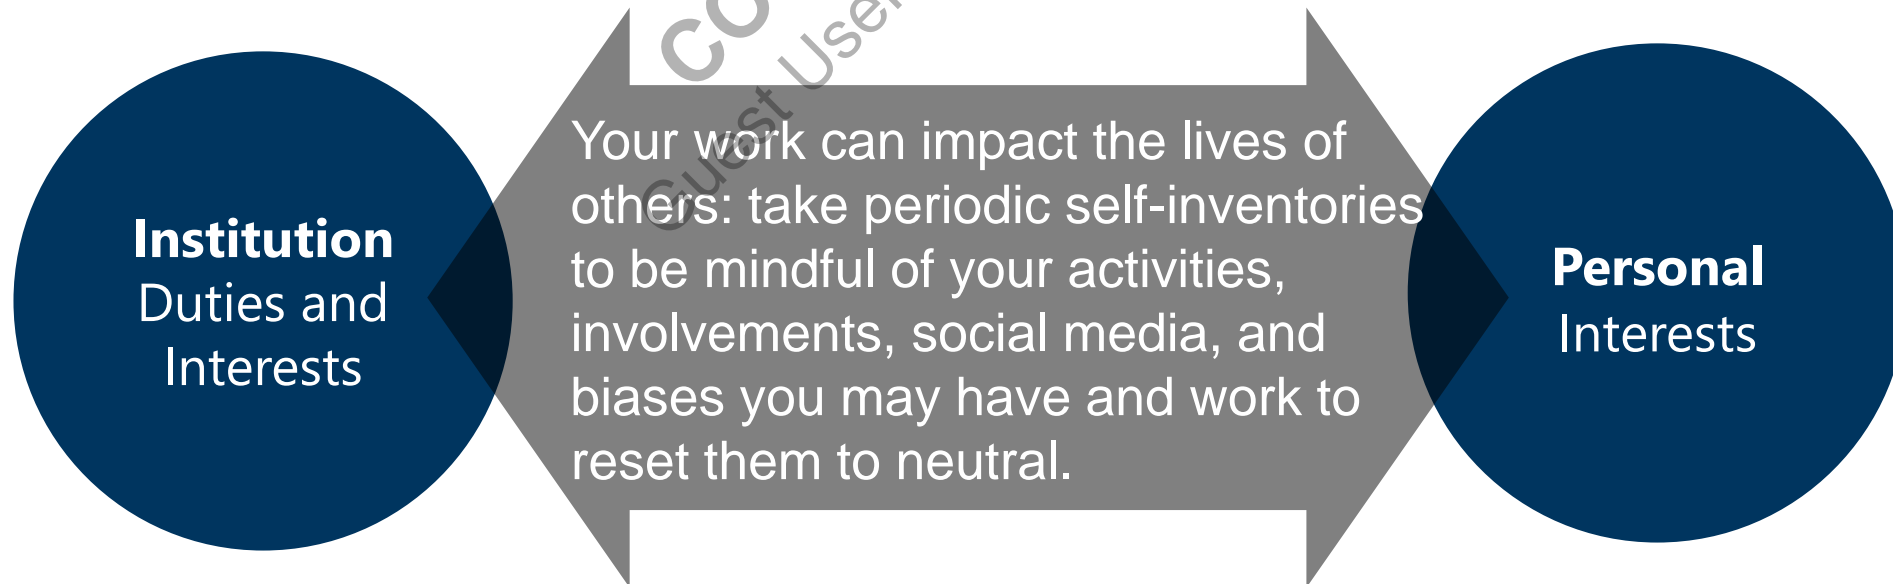 CO
Guest User
Institution
Duties and
Interests
Your work can impact the lives of
others: take periodic self-inventories
to be mindful of your activities,
involvements, social media, and
biases you may have and work to
reset them to neutral.
Personal
Interests